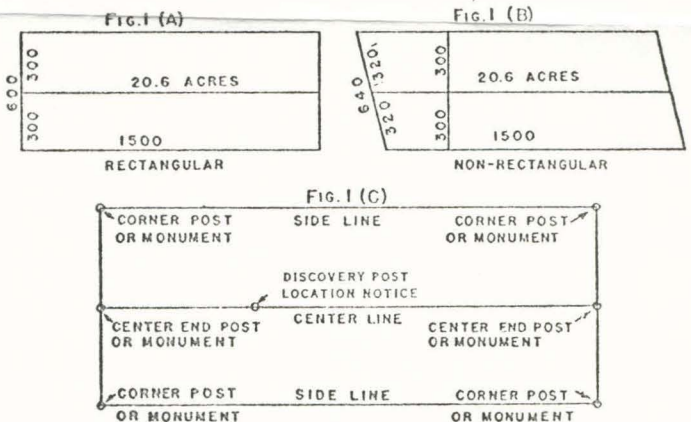 FIG.1 (A)
600
300
300
20.6 ACRES
1500
RECTANGULAR
FIG.1 (B)
640
320
320
300
300
20.6 ACRES
1500
NON-RECTANGULAR
FIG.1 (C)
CORNER POST
OR MONUMENT
SIDE LINE
CORNER POST
OR MONUMENT
DISCOVERY POST
LOCATION NOTICE
CENTER END POST
OR MONUMENT
CENTER LINE
CENTER END POST
OR MONUMENT
CORNER POST
OR MONUMENT
SIDE LINE
CORNER POST
OR MONUMENT